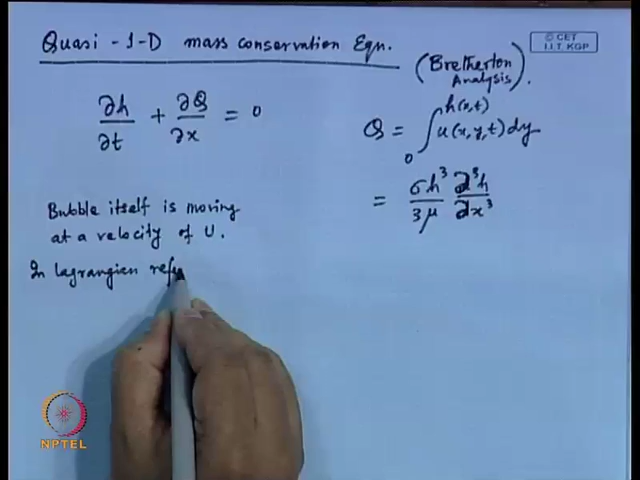 Quasi - 1-D mass conservation Eqn.
© CET
I.I.T. KGP
(Bretherton Analysis).
∂h/∂t + ∂Q/∂x = 0
Q = ∫₀^{h(x,t)} u(x,y,t) dy
= σh³/3μ ∂³h/∂x³
Bubble itself is moving
at a velocity of U.
In lagrangian
NPTEL